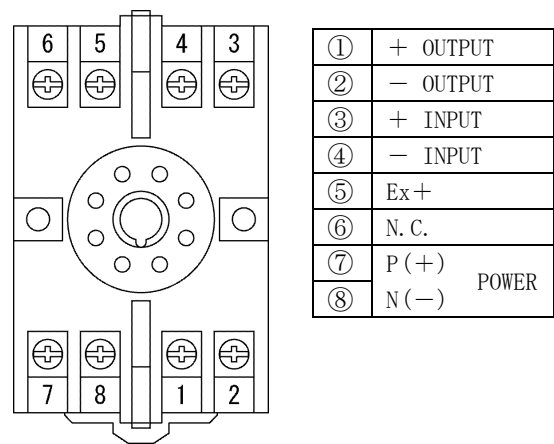 6 5 4 3
7 8 1 2
① + OUTPUT
② − OUTPUT
③ + INPUT
④ − INPUT
⑤ Ex+
⑥ N.C.
⑦ P(+) POWER
⑧ N(−)